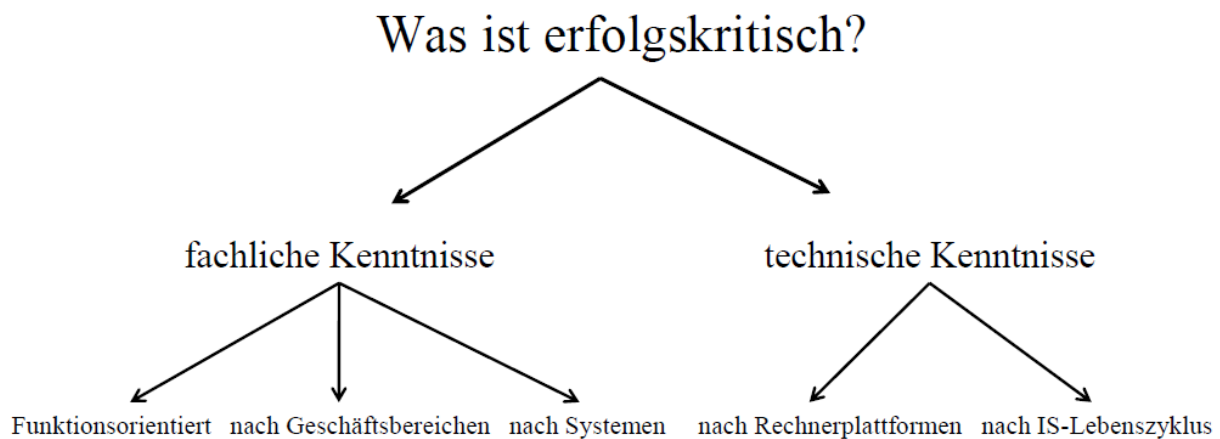 Was ist erfolgskritisch?
fachliche Kenntnisse
technische Kenntnisse
Funktionsorientiert
nach Geschäftsbereichen
nach Systemen
nach Rechnerplattformen
nach IS-Lebenszyklus